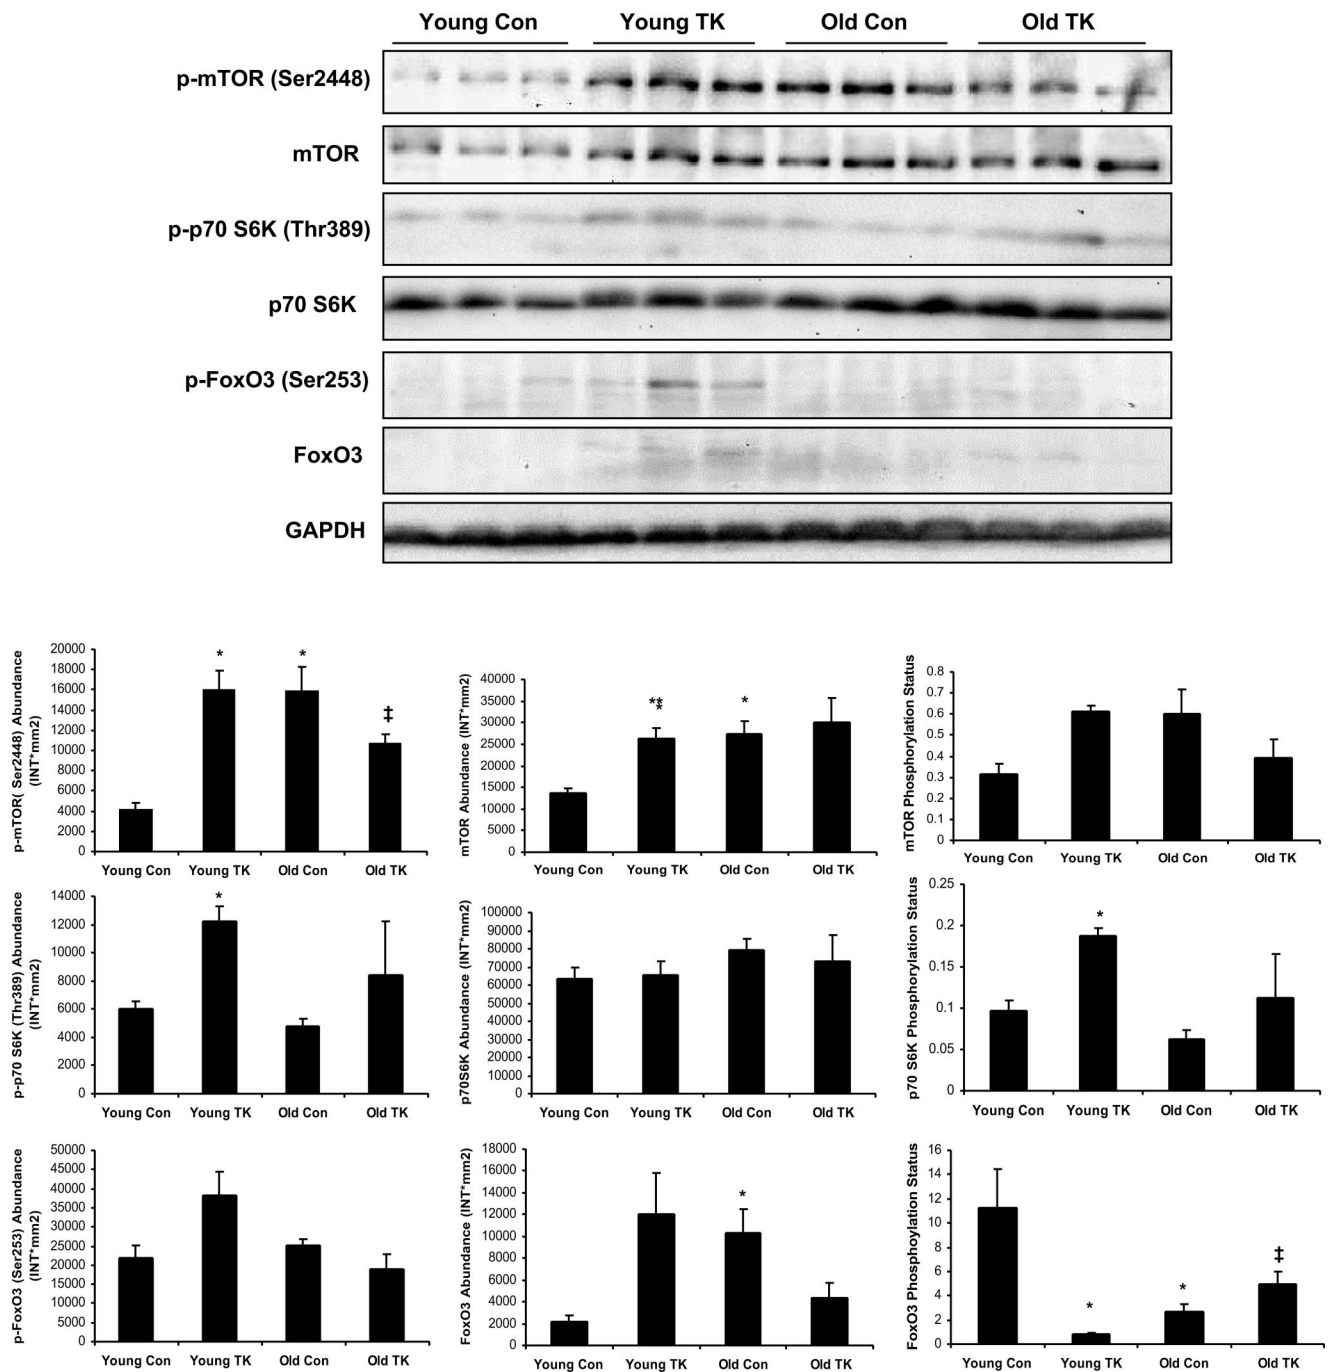 Young Con Young TK Old Con Old TK
p-mTOR (Ser2448)
mTOR
p-p70 S6K (Thr389)
p70 S6K
p-FoxO3 (Ser253)
FoxO3
GAPDH
p-mTOR( Ser2448) Abundance
(INT*mm2)
20000
18000
16000
14000
12000
10000
8000
6000
4000
2000
0
* * ‡
Young Con Young TK Old Con Old TK
mTOR Abundance (INT*mm2)
40000
35000
30000
25000
20000
15000
10000
5000
0
*** *
Young Con Young TK Old Con Old TK
mTOR Phosphorylation Status
0.8
0.7
0.6
0.5
0.4
0.3
0.2
0.1
0
Young Con Young TK Old Con Old TK
p-p70 S6K (Thr389) Abundance
(INT*mm2)
14000
12000
10000
8000
6000
4000
2000
0
*
Young Con Young TK Old Con Old TK
p70S6K Abundance (INT*mm2)
100000
90000
80000
70000
60000
50000
40000
30000
20000
10000
0
Young Con Young TK Old Con Old TK
p70 S6K Phosphorylation Status
0.25
0.2
0.15
0.1
0.05
0
*
Young Con Young TK Old Con Old TK
p-FoxO3 (Ser253) Abundance
(INT*mm2)
50000
45000
40000
35000
30000
25000
20000
15000
10000
5000
0
Young Con Young TK Old Con Old TK
FoxO3 Abundance (INT*mm2)
18000
16000
14000
12000
10000
8000
6000
4000
2000
0
*
Young Con Young TK Old Con Old TK
FoxO3 Phosphoylation Status
16
14
12
10
8
6
4
2
0
* * ‡
Young Con Young TK Old Con Old TK